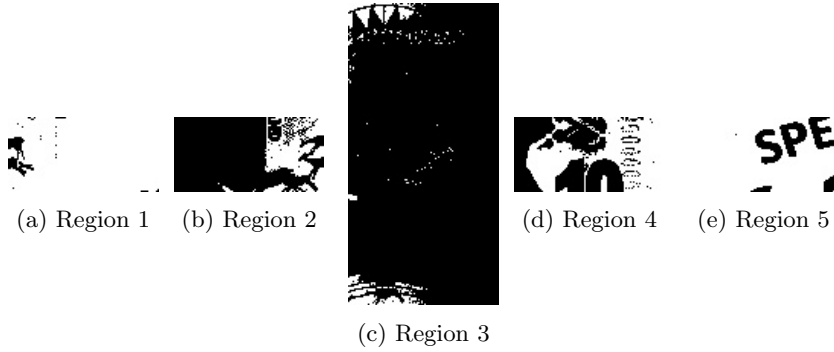 10
SPE
(a) Region 1
(b) Region 2
(c) Region 3
(d) Region 4
(e) Region 5